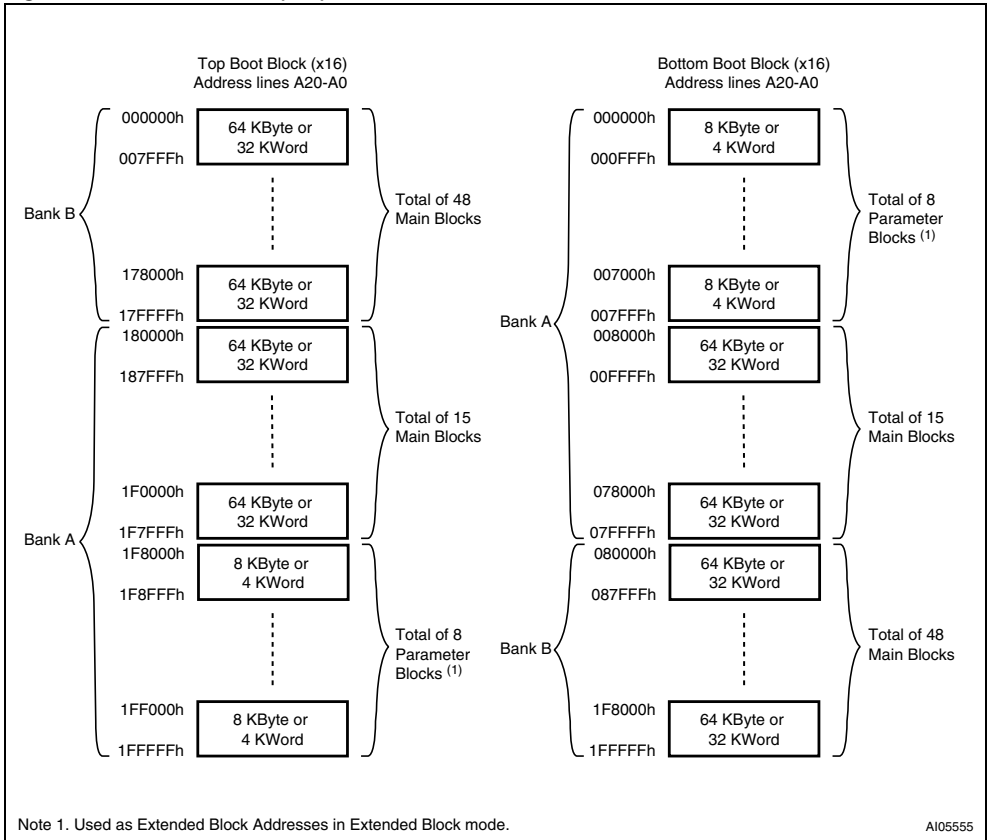 Top Boot Block (x16)
Address lines A20-A0
000000h
64 KByte or
32 KWord
007FFFh
Total of 48
Main Blocks
Bank B
178000h
64 KByte or
32 KWord
17FFFFh
180000h
64 KByte or
32 KWord
187FFFh
Total of 15
Main Blocks
1F0000h
64 KByte or
32 KWord
1F7FFFh
Bank A
1F8000h
8 KByte or
4 KWord
1F8FFFh
Total of 8
Parameter
Blocks (1)
1FF000h
8 KByte or
4 KWord
1FFFFFh
Bottom Boot Block (x16)
Address lines A20-A0
000000h
8 KByte or
4 KWord
000FFFh
Total of 8
Parameter
Blocks (1)
007000h
8 KByte or
4 KWord
007FFFh
Bank A
008000h
64 KByte or
32 KWord
00FFFFh
Total of 15
Main Blocks
078000h
64 KByte or
32 KWord
07FFFFh
080000h
64 KByte or
32 KWord
087FFFh
Bank B
Total of 48
Main Blocks
1F8000h
64 KByte or
32 KWord
1FFFFFh
Note 1. Used as Extended Block Addresses in Extended Block mode.
AI05555